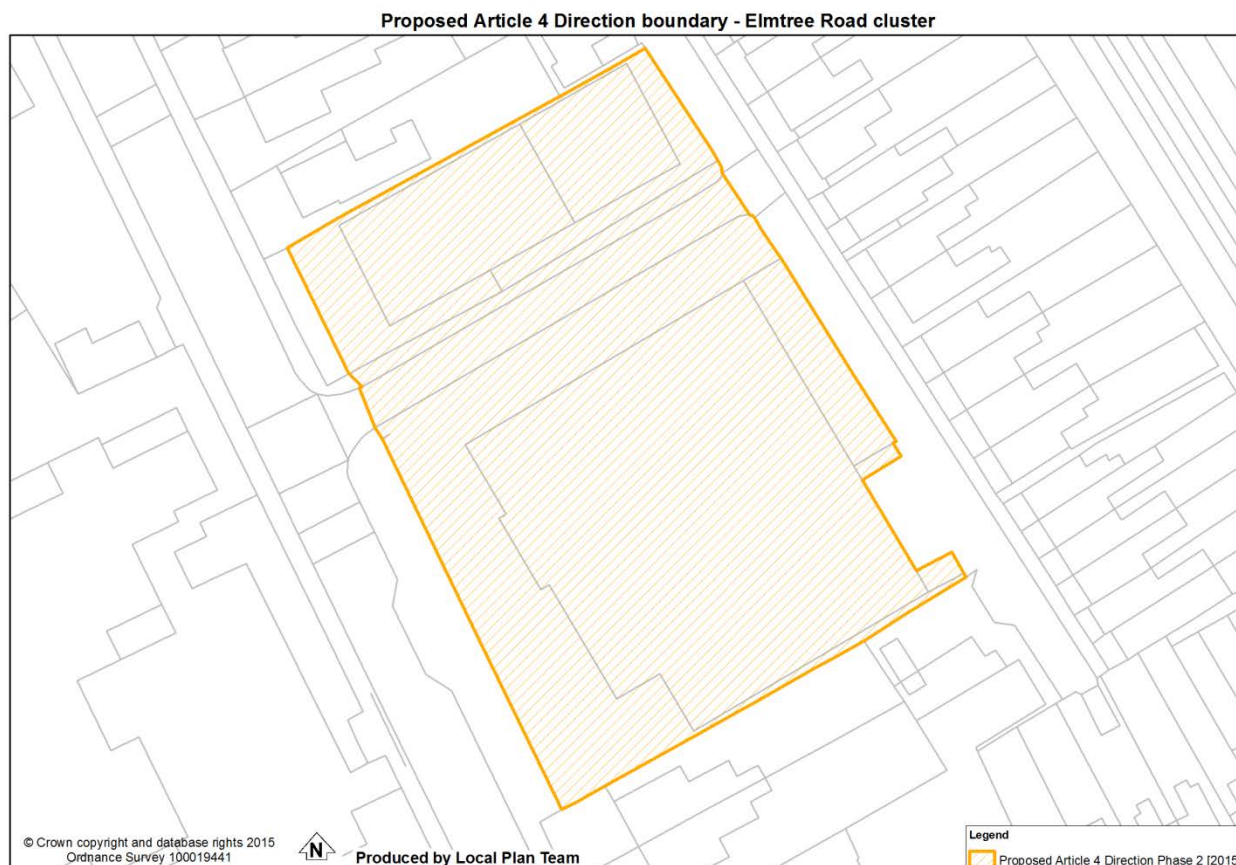 Proposed Article 4 Direction boundary - Elmtree Road cluster
© Crown copyright and database rights 2015
Ordnance Survey 100019441
N
Produced by Local Plan Team
Legend
Proposed Article 4 Direction Phase 2 [2015